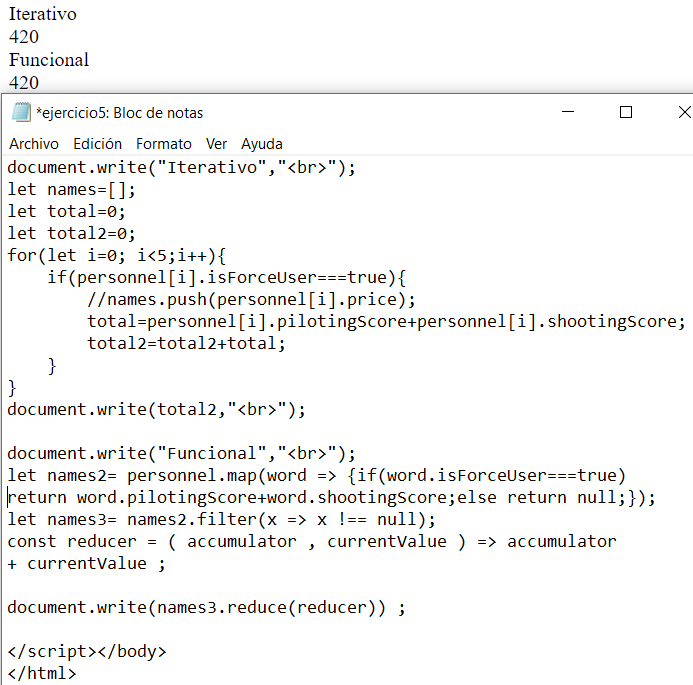 Iterativo
420
Funcional
420
*ejercicio5: Bloc de notas
Archivo Edición Formato Ver Ayuda
document.write("Iterativo","<br>");
let names=[];
let total=0;
let total2=0;
for(let i=0; i<5;i++){
    if(personnel[i].isForceUser===true){
        //names.push(personnel[i].price);
        total=personnel[i].pilotingScore+personnel[i].shootingScore;
        total2=total2+total;
    }
}
document.write(total2,"<br>");

document.write("Funcional","<br>");
let names2= personnel.map(word => {if(word.isForceUser===true)
return word.pilotingScore+word.shootingScore;else return null;});
let names3= names2.filter(x => x !== null);
const reducer = ( accumulator , currentValue ) => accumulator
+ currentValue ;

document.write(names3.reduce(reducer)) ;

</script></body>
</html>